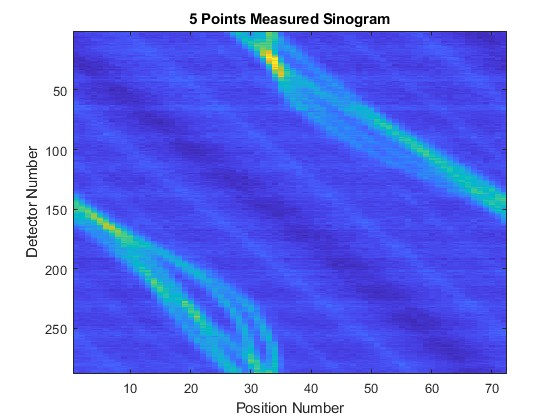 5 Points Measured Sinogram
50
100
150
200
250
Detector Number
10 20 30 40 50 60 70
Position Number